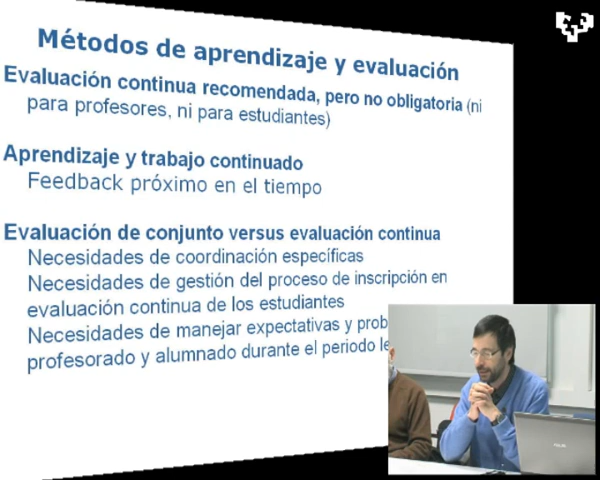 Métodos de aprendizaje y evaluación
Evaluación continua recomendada, pero no obligatoria (ni
para profesores, ni para estudiantes)
Aprendizaje y trabajo continuado
Feedback próximo en el tiempo
Evaluación de conjunto versus evaluación continua
Necesidades de coordinación específicas
Necesidades de gestión del proceso de inscripción en
evaluación continua de los estudiantes
Necesidades de manejar expectativas y
profesorado y alumnado durante el periodo